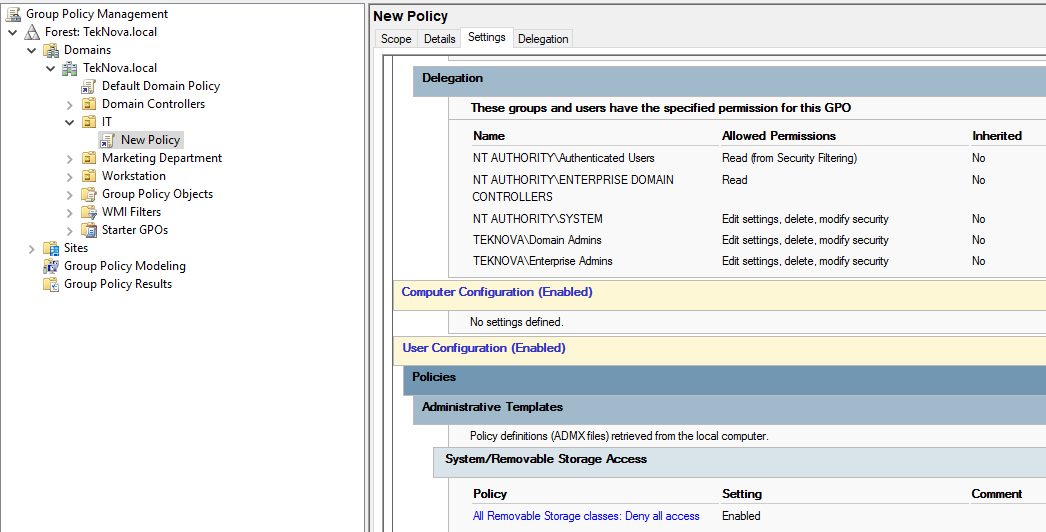 Group Policy Management
Forest: TekNova.local
Domains
TekNova.local
Default Domain Policy
Domain Controllers
IT
New Policy
Marketing Department
Workstation
Group Policy Objects
WMI Filters
Starter GPOs
Sites
Group Policy Modeling
Group Policy Results
New Policy
Scope Details Settings Delegation
Delegation
These groups and users have the specified permission for this GPO
Name Allowed Permissions Inherited
NT AUTHORITY\Authenticated Users Read (from Security Filtering) No
NT AUTHORITY\ENTERPRISE DOMAIN Read No
CONTROLLERS
NT AUTHORITY\SYSTEM Edit settings, delete, modify security No
TEKNOVA\Domain Admins Edit settings, delete, modify security No
TEKNOVA\Enterprise Admins Edit settings, delete, modify security No
Computer Configuration (Enabled)
No settings defined.
User Configuration (Enabled)
Policies
Administrative Templates
Policy definitions (ADMX files) retrieved from the local computer.
System/Removable Storage Access
Policy Setting Comment
All Removable Storage classes: Deny all access Enabled